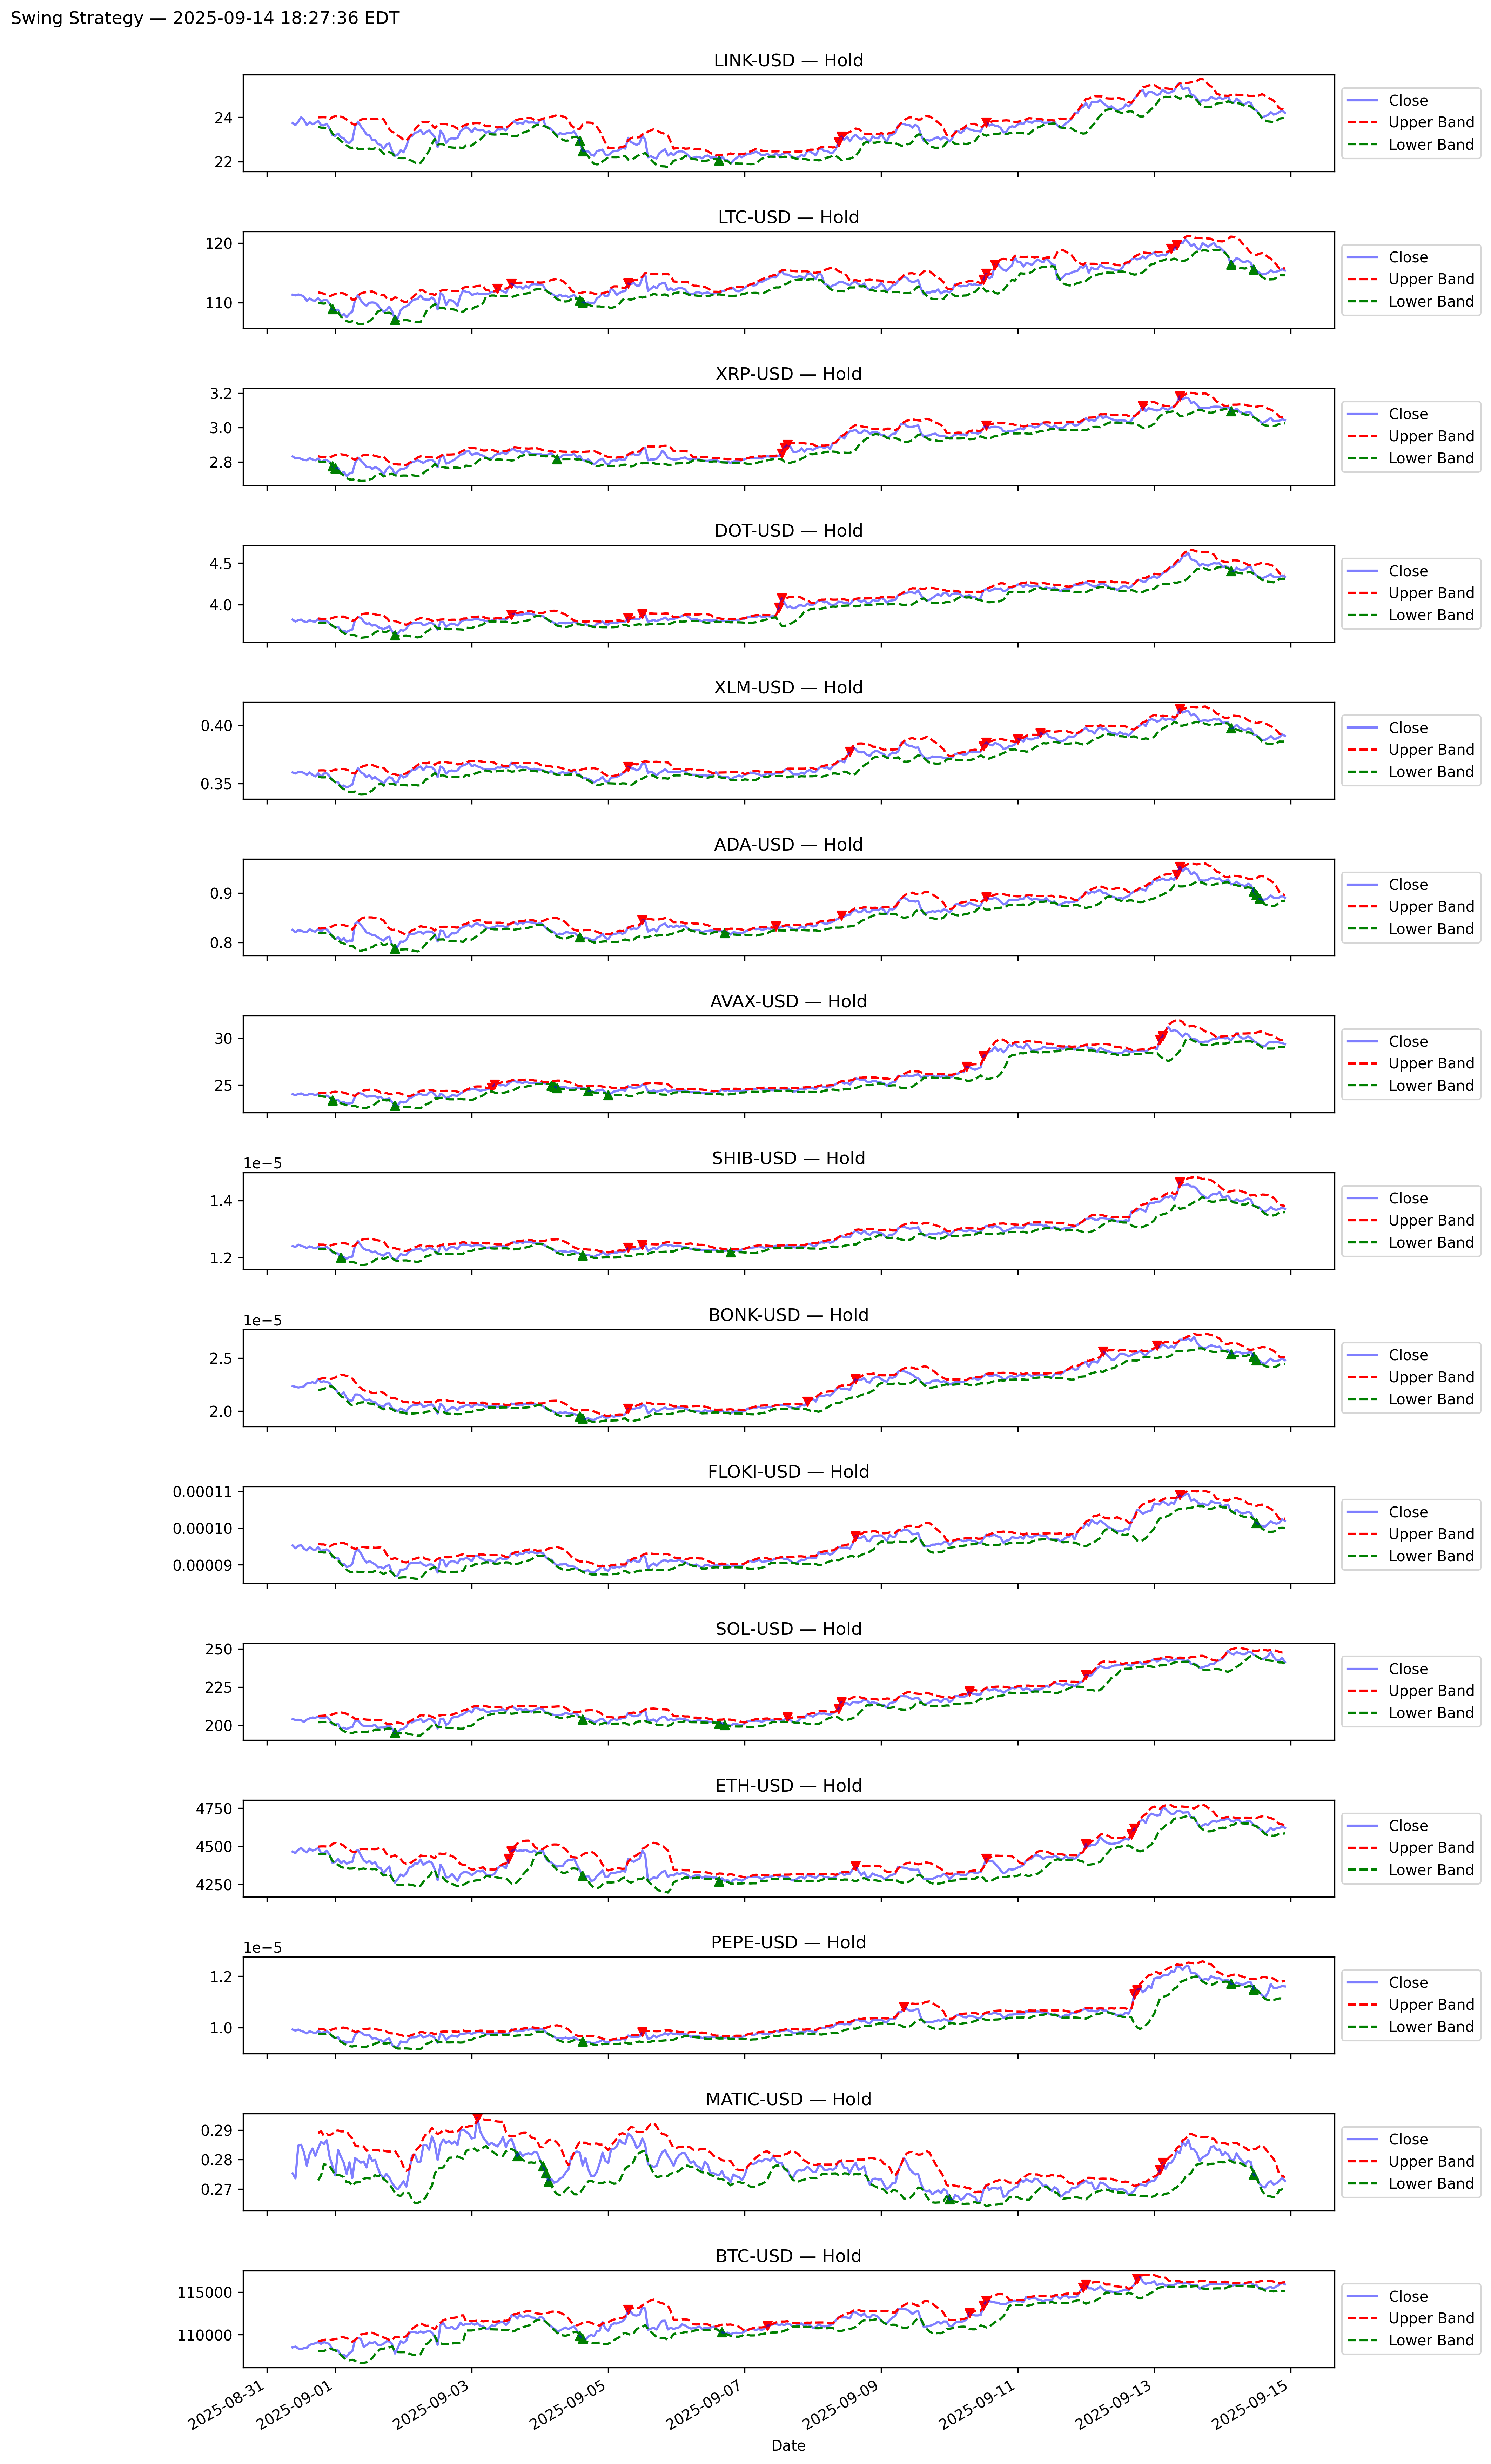 Swing Strategy — 2025-09-14 18:27:36 EDT
LINK-USD — Hold
24
22
Close
Upper Band
Lower Band
LTC-USD — Hold
120
110
Close
Upper Band
Lower Band
XRP-USD — Hold
3.2
3.0
2.8
Close
Upper Band
Lower Band
DOT-USD — Hold
4.5
4.0
Close
Upper Band
Lower Band
XLM-USD — Hold
0.40
0.35
Close
Upper Band
Lower Band
ADA-USD — Hold
0.9
0.8
Close
Upper Band
Lower Band
AVAX-USD — Hold
30
25
Close
Upper Band
Lower Band
SHIB-USD — Hold
1e−5
1.4
1.2
Close
Upper Band
Lower Band
BONK-USD — Hold
1e−5
2.5
2.0
Close
Upper Band
Lower Band
FLOKI-USD — Hold
0.00011
0.00010
0.00009
Close
Upper Band
Lower Band
SOL-USD — Hold
250
225
200
Close
Upper Band
Lower Band
ETH-USD — Hold
4750
4500
4250
Close
Upper Band
Lower Band
PEPE-USD — Hold
1e−5
1.2
1.0
Close
Upper Band
Lower Band
MATIC-USD — Hold
0.29
0.28
0.27
Close
Upper Band
Lower Band
BTC-USD — Hold
115000
110000
Close
Upper Band
Lower Band
2025-08-31
2025-09-01
2025-09-03
2025-09-05
2025-09-07
2025-09-09
2025-09-11
2025-09-13
2025-09-15
Date